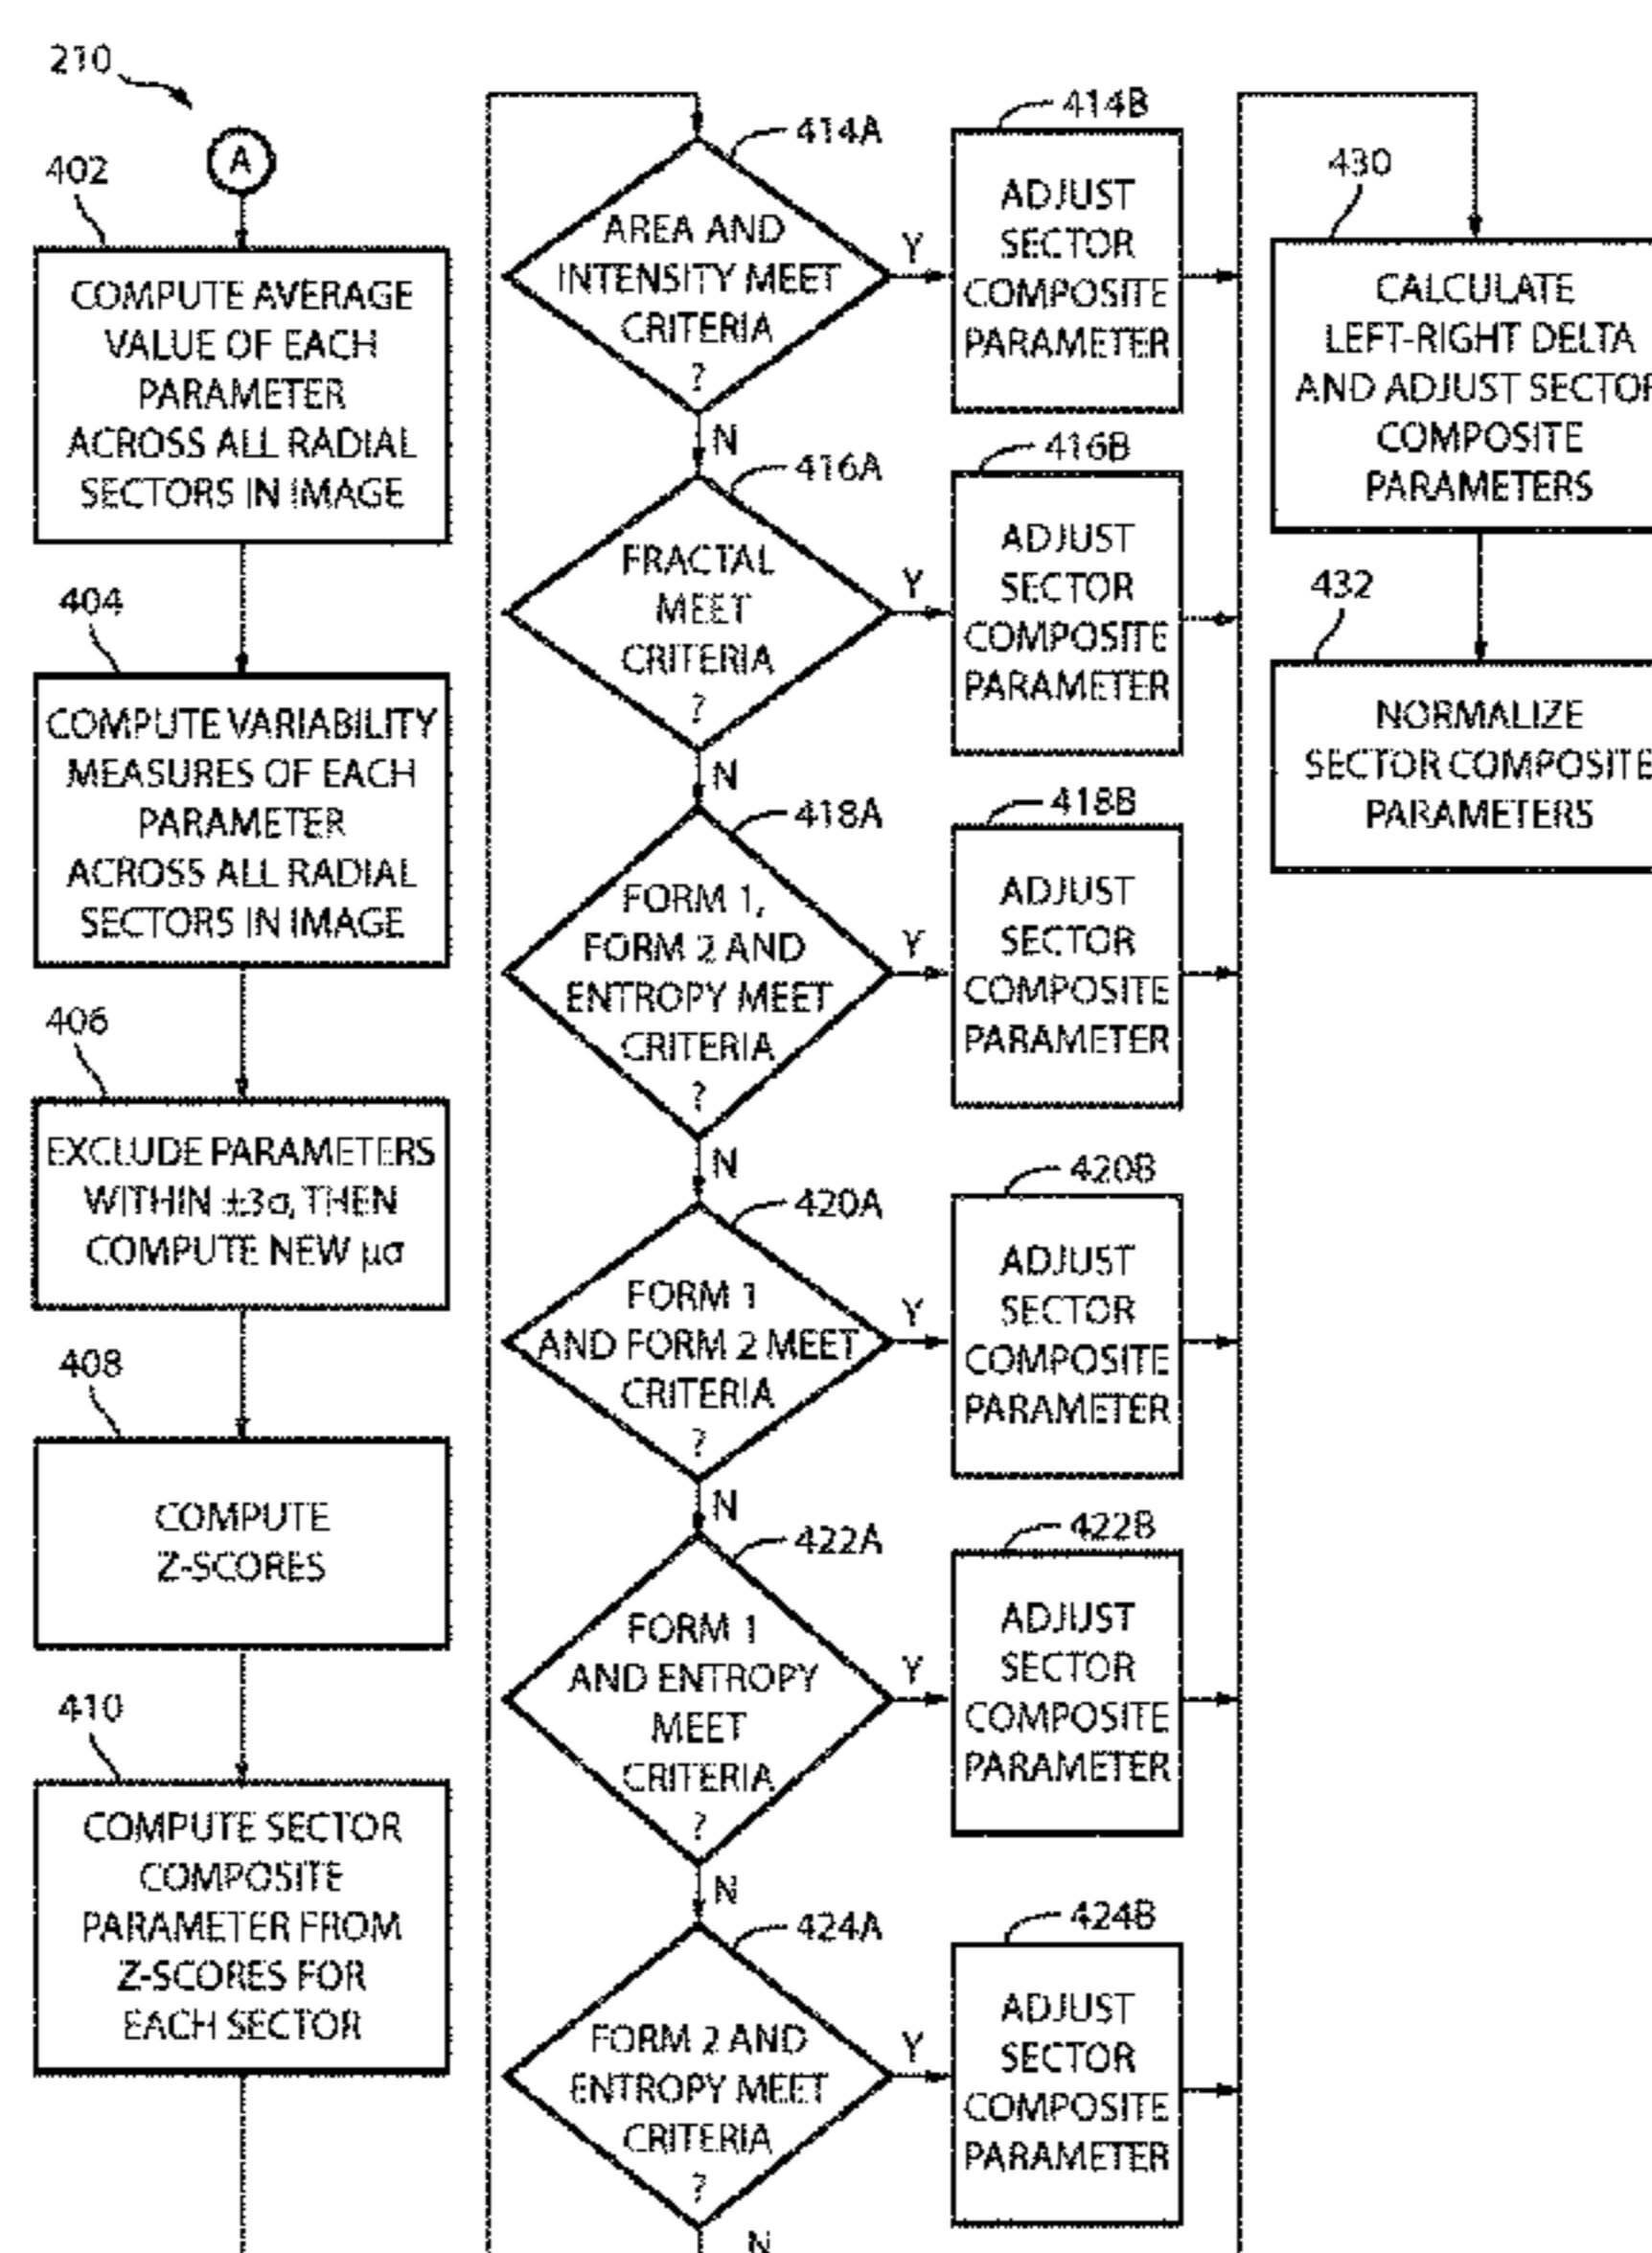 210
A
402
COMPUTE AVERAGE
VALUE OF EACH
PARAMETER
ACROSS ALL RADIAL
SECTORS IN IMAGE
404
COMPUTE VARIABILITY
MEASURES OF EACH
PARAMETER
ACROSS ALL RADIAL
SECTORS IN IMAGE
406
EXCLUDE PARAMETERS
WITHIN ±3σ, THEN
COMPUTE NEW μσ
408
COMPUTE
Z-SCORES
410
COMPUTE SECTOR
COMPOSITE
PARAMETER FROM
Z-SCORES FOR
EACH SECTOR
414A
AREA AND
INTENSITY MEET
CRITERIA
?
Y
N
414B
ADJUST
SECTOR
COMPOSITE
PARAMETER
416A
FRACTAL
MEET
CRITERIA
?
Y
N
416B
ADJUST
SECTOR
COMPOSITE
PARAMETER
418A
FORM 1,
FORM 2 AND
ENTROPY MEET
CRITERIA
?
Y
N
418B
ADJUST
SECTOR
COMPOSITE
PARAMETER
420A
FORM 1
AND FORM 2 MEET
CRITERIA
?
Y
N
420B
ADJUST
SECTOR
COMPOSITE
PARAMETER
422A
FORM 1
AND ENTROPY
MEET
CRITERIA
?
Y
N
422B
ADJUST
SECTOR
COMPOSITE
PARAMETER
424A
FORM 2 AND
ENTROPY MEET
CRITERIA
?
Y
N
424B
ADJUST
SECTOR
COMPOSITE
PARAMETER
430
CALCULATE
LEFT-RIGHT DELTA
AND ADJUST SECTOR
COMPOSITE
PARAMETERS
432
NORMALIZE
SECTOR COMPOSITE
PARAMETERS